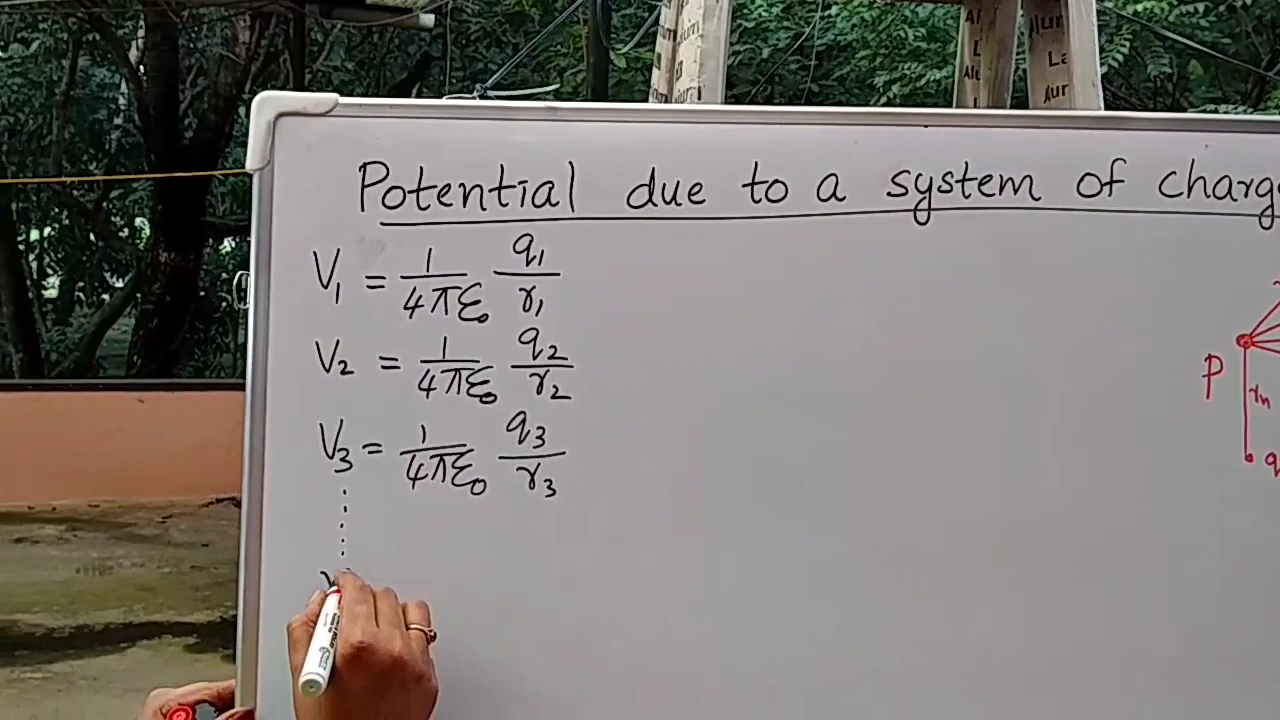 Potential due to a system of charg
V₁ = 1/4πε₀ q₁/r₁
V₂ = 1/4πε₀ q₂/r₂
V₃ = 1/4πε₀ q₃/r₃
P
rₙ
q